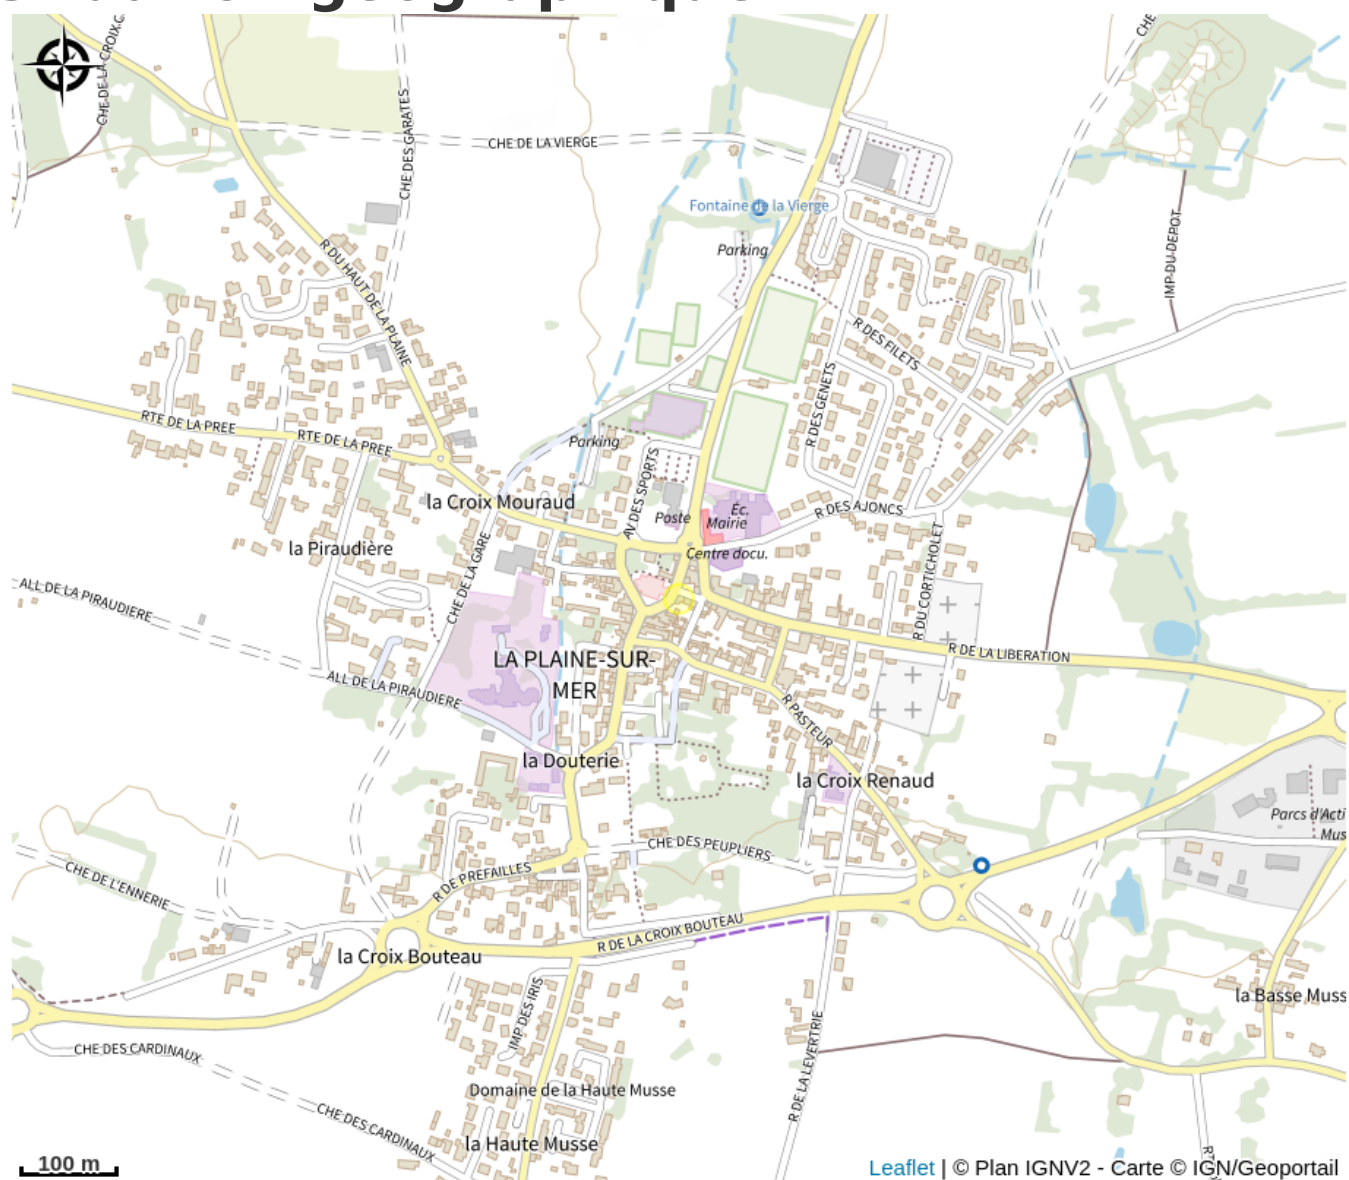 géographique
CHE DE LA CROIX C
CHE
CHE DES GARATES
CHE DE LA VIERGE
Fontaine de la Vierge
Parking
IMP DU DEPOT
R DU HAUT DE LA PLAINE
R DES FILETS
R DES GENETS
RTE DE LA PREE
RTE DE LA PREE
Parking
AV DES SPORTS
la Croix Mouraud
Poste
Éc.
Mairie
R DES AJONCS
Centre docu.
la Piraudière
CHE DE LA GARE
R DU CORTICHOLET
ALL DE LA PIRAUDIERE
R DE LA LIBERATION
LA PLAINE-SUR-
MER
ALL DE LA PIRAUDIERE
R PASTEUR
la Douterie
la Croix Renaud
Parcs d'Acti
Mus
CHE DES PEUPLIERS
CHE DE L'ENNERIE
R DE PREFAILLES
R DE LA CROIX BOUTEAU
la Croix Bouteau
la Basse Muss
IMP DES IRIS
CHE DES CARDINAUX
R DE LA LEVERTRIE
Domaine de la Haute Musse
CHE DES CARDINAUX
la Haute Musse
100 m
Leaflet | © Plan IGNV2 - Carte © IGN/Geoportail